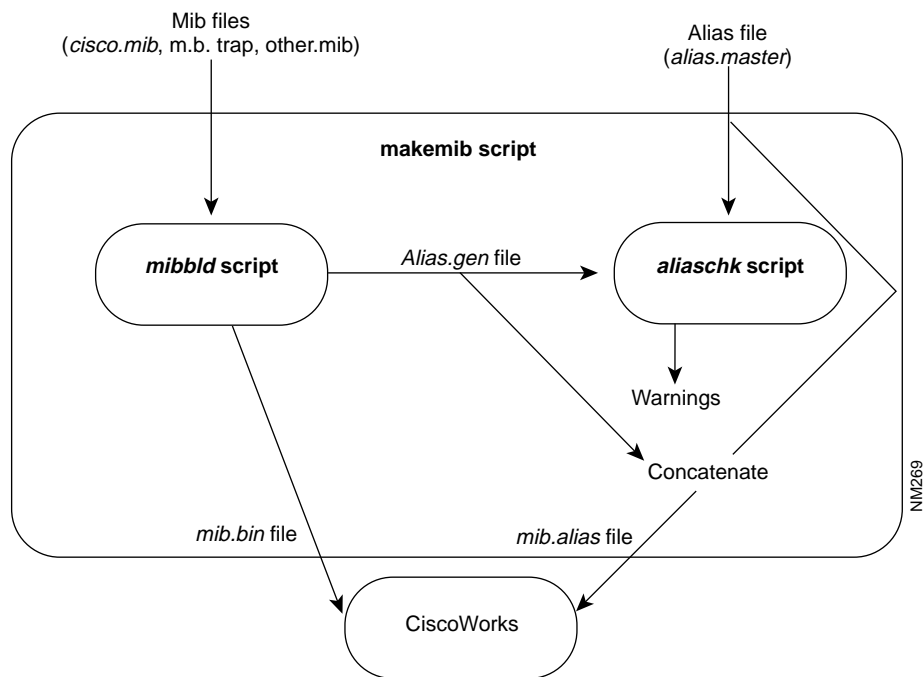 Mib files
(cisco.mib, m.b. trap, other.mib)
Alias file
(alias.master)
makemib script
mibbld script
Alias.gen file
aliaschk script
Warnings
Concatenate
NM269
mib.bin file
mib.alias file
CiscoWorks